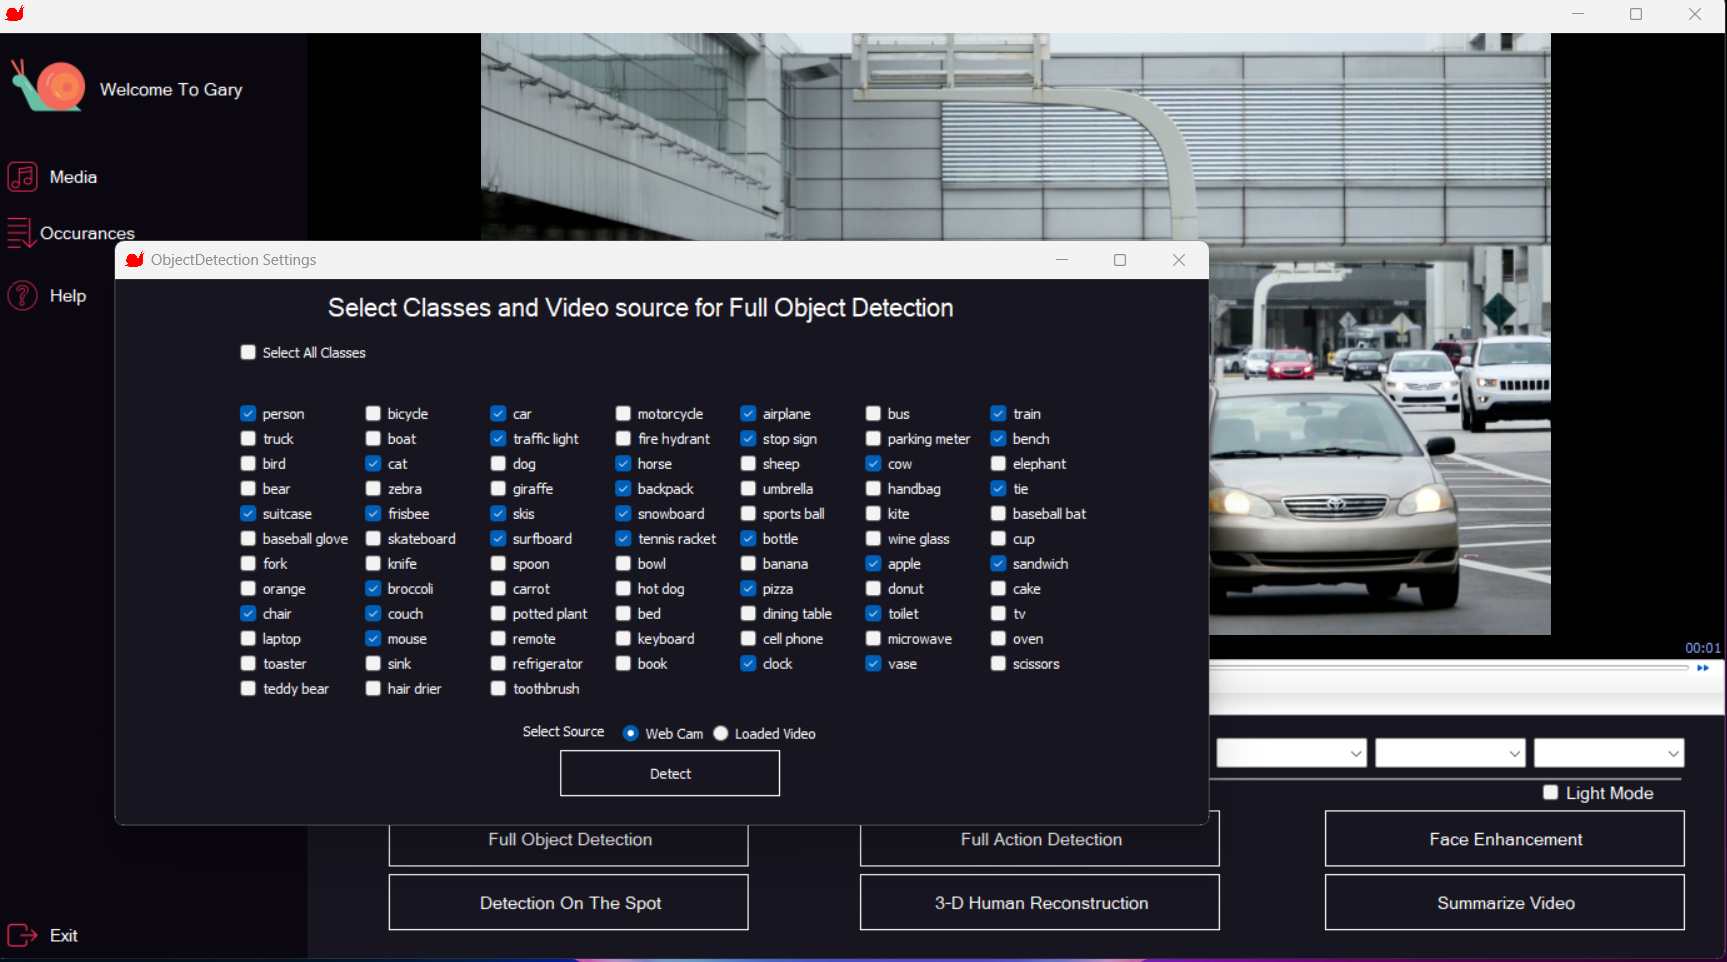 Welcome To Gary
Media
Occurances
Help
ObjectDetection Settings
Select Classes and Video source for Full Object Detection
Select All Classes
person bicycle car motorcycle airplane bus train
truck boat traffic light fire hydrant stop sign parking meter bench
bird cat dog horse sheep cow elephant
bear zebra giraffe backpack umbrella handbag tie
suitcase frisbee skis snowboard sports ball kite baseball bat
baseball glove skateboard surfboard tennis racket bottle wine glass cup
fork knife spoon bowl banana apple sandwich
orange broccoli carrot hot dog pizza donut cake
chair couch potted plant bed dining table toilet tv
laptop mouse remote keyboard cell phone microwave oven
toaster sink refrigerator book clock vase scissors
teddy bear hair drier toothbrush
Select Source Web Cam Loaded Video
Detect
00:01
Light Mode
Full Object Detection Full Action Detection Face Enhancement
Detection On The Spot 3-D Human Reconstruction Summarize Video
Exit